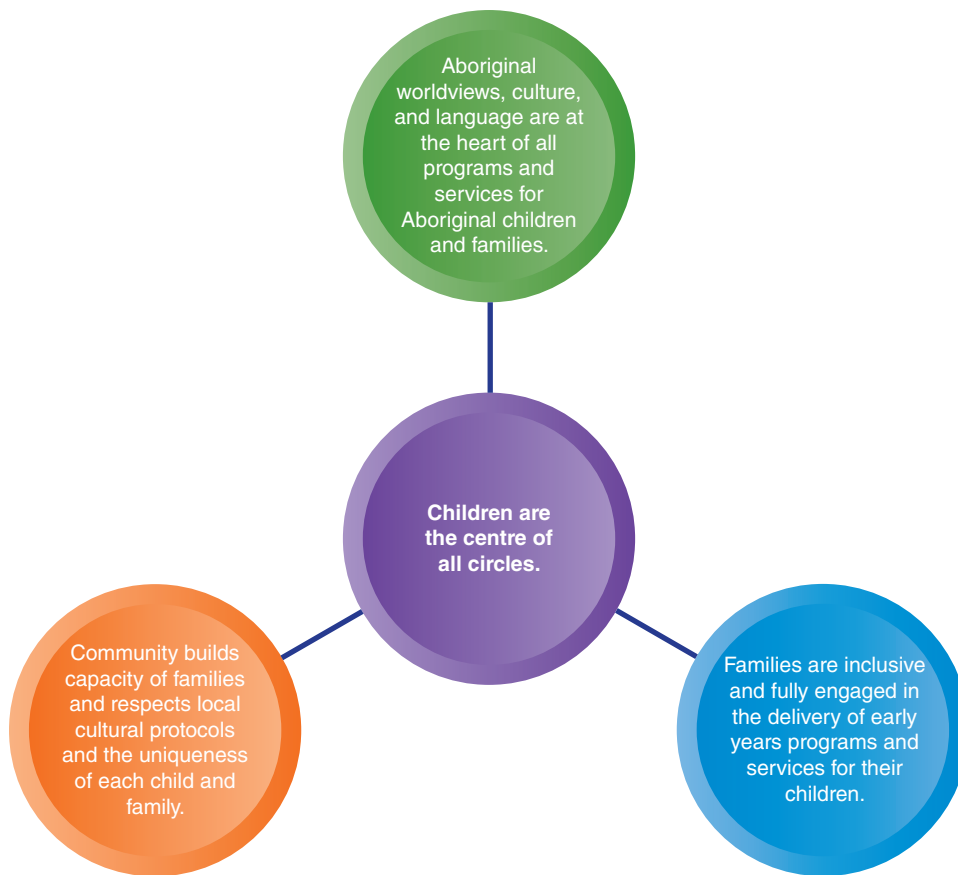 Aboriginal
worldviews, culture,
and language are at
the heart of all
programs and
services for
Aboriginal children
and families.
Children are
the centre of
all circles.
Community builds
capacity of families
and respects local
cultural protocols
and the uniqueness
of each child and
family.
Families are inclusive
and fully engaged in
the delivery of early
years programs and
services for their
children.